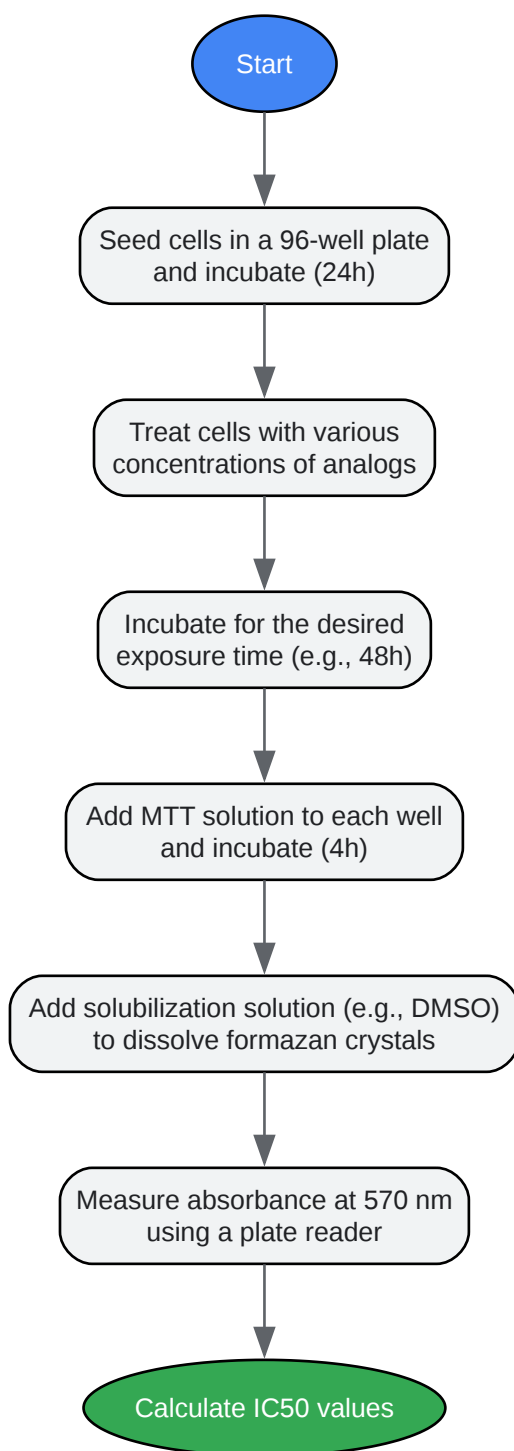 Start
Seed cells in a 96-well plate
and incubate (24h)
Treat cells with various
concentrations of analogs
Incubate for the desired
exposure time (e.g., 48h)
Add MTT solution to each well
and incubate (4h)
Add solubilization solution (e.g., DMSO)
to dissolve formazan crystals
Measure absorbance at 570 nm
using a plate reader
Calculate IC50 values